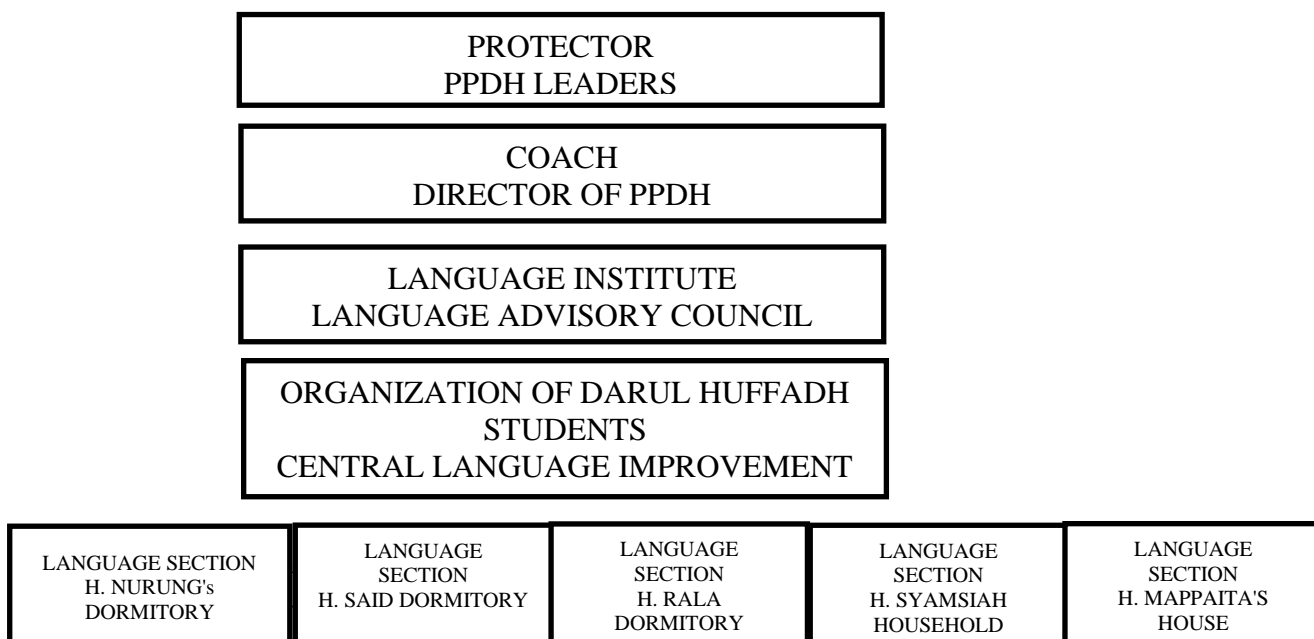 PROTECTOR
PPDH LEADERS
COACH
DIRECTOR OF PPDH
LANGUAGE INSTITUTE
LANGUAGE ADVISORY COUNCIL
ORGANIZATION OF DARUL HUFFADH
STUDENTS
CENTRAL LANGUAGE IMPROVEMENT
LANGUAGE SECTION
H. NURUNG's
DORMITORY
LANGUAGE
SECTION
H. SAID DORMITORY
LANGUAGE
SECTION
H. RALA
DORMITORY
LANGUAGE
SECTION
H. SYAMSIAH
HOUSEHOLD
LANGUAGE
SECTION
H. MAPPAITA'S
HOUSE